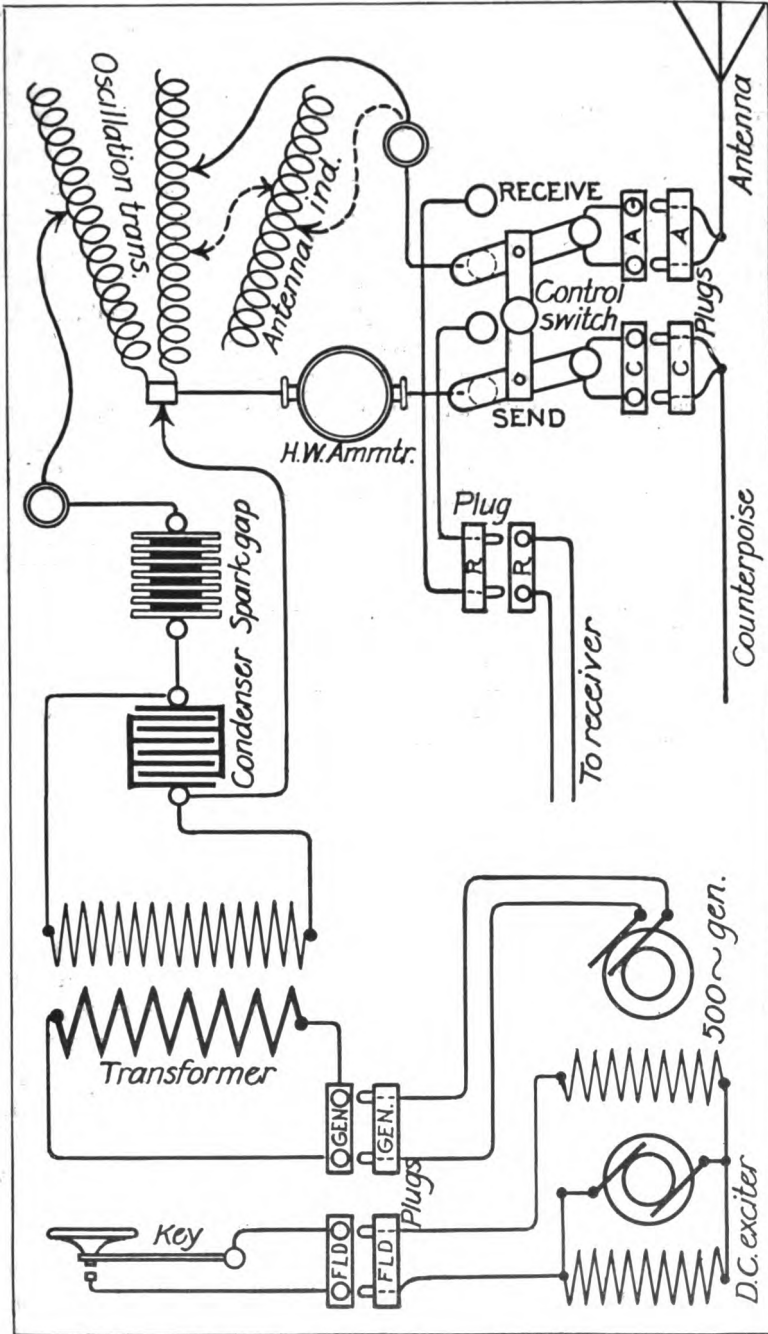 Oscillation trans.
Antenna ind.
H.W. Ammtr.
RECEIVE
Control
switch
SEND
A
A
C
C
Plugs
Antenna
Counterpoise
Spark gap
Condenser
Plug
R
R
To receiver
Transformer
GEN
GEN.
Plugs
FLD
FLD
Key
500~gen.
D.C. exciter